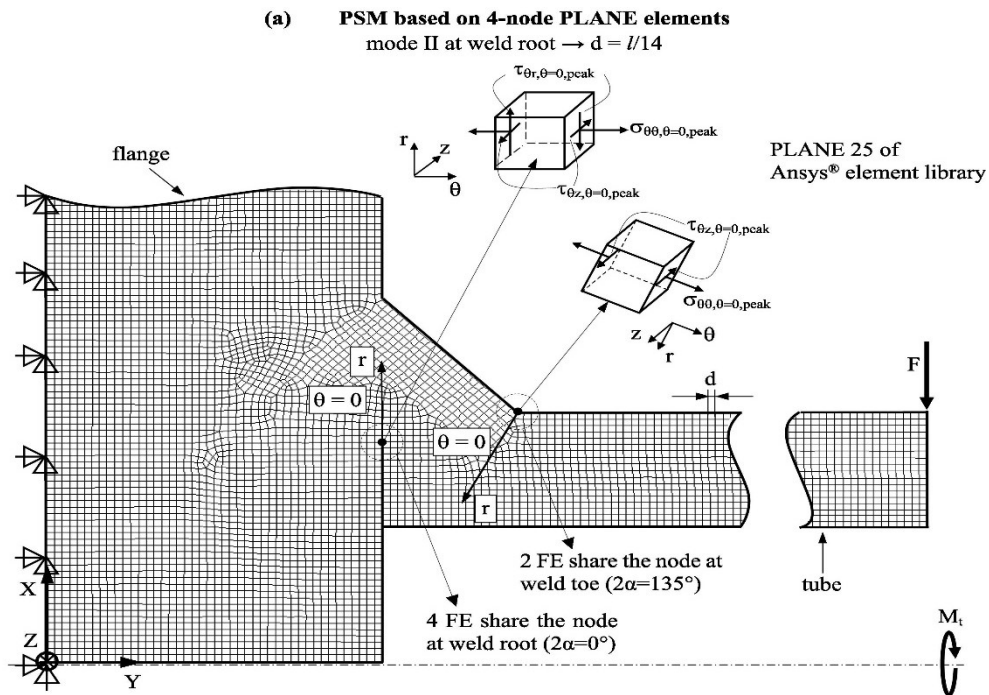 (a) PSM based on 4-node PLANE elements
mode II at weld root → d = l/14
τθr,θ=0,peak
σθθ,θ=0,peak
r
z
θ
τθz,θ=0,peak
flange
PLANE 25 of
Ansys® element library
τθz,θ=0,peak
σθθ,θ=0,peak
z
r
θ
r
θ = 0
d
F
θ = 0
r
2 FE share the node at
weld toe (2α=135°)
tube
4 FE share the node
at weld root (2α=0°)
X
Z
Y
Mt